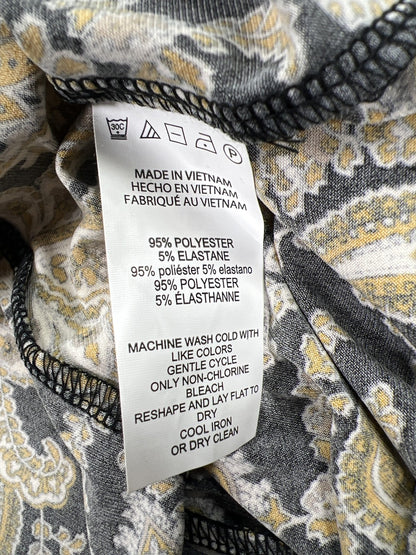 30C
P
MADE IN VIETNAM
HECHO EN VIETNAM
FABRIQUÉ AU VIETNAM
95% POLYESTER
5% ELASTANE
95% poliéster 5% elastano
95% POLYESTER
5% ÉLASTHANNE
MACHINE WASH COLD WITH
LIKE COLORS
GENTLE CYCLE
ONLY NON-CHLORINE
BLEACH
RESHAPE AND LAY FLAT TO
DRY
COOL IRON
OR DRY CLEAN